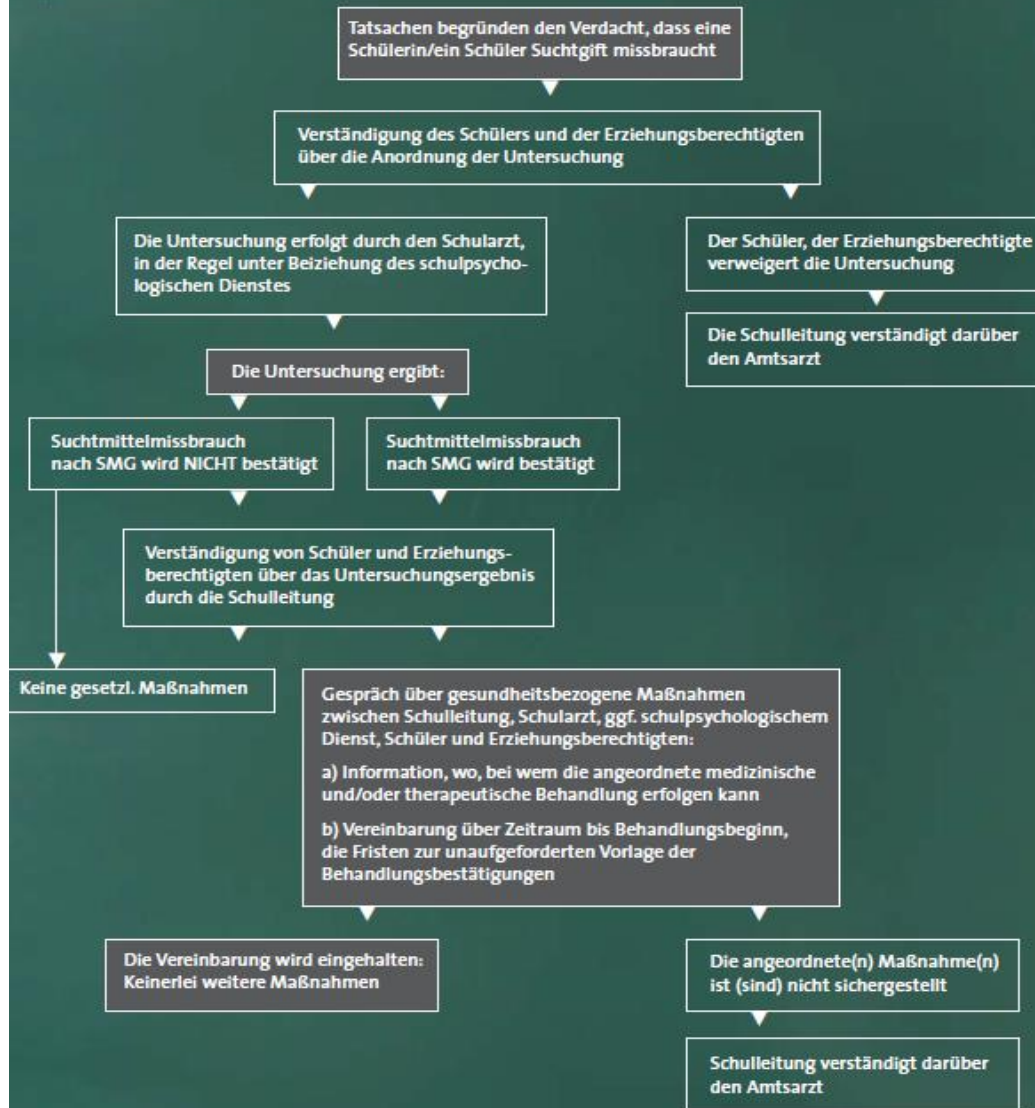 Tatsachen begründen den Verdacht, dass eine
Schülerin/ein Schüler Suchtgift missbraucht
Verständigung des Schülers und der Erziehungsberechtigten
über die Anordnung der Untersuchung
Die Untersuchung erfolgt durch den Schularzt,
in der Regel unter Beiziehung des schulpsycho-
logischen Dienstes
Der Schüler, der Erziehungsberechtigte
verweigert die Untersuchung
Die Schulleitung verständigt darüber
den Amtsarzt
Die Untersuchung ergibt:
Suchtmittelmissbrauch
nach SMG wird NICHT bestätigt
Suchtmittelmissbrauch
nach SMG wird bestätigt
Verständigung von Schüler und Erziehungs-
berechtigten über das Untersuchungsergebnis
durch die Schulleitung
Keine gesetzl. Maßnahmen
Gespräch über gesundheitsbezogene Maßnahmen
zwischen Schulleitung, Schularzt, ggf. schulpsychologischem
Dienst, Schüler und Erziehungsberechtigten:
a) Information, wo, bei wem die angeordnete medizinische
und/oder therapeutische Behandlung erfolgen kann
b) Vereinbarung über Zeitraum bis Behandlungsbeginn,
die Fristen zur unaufgeforderten Vorlage der
Behandlungsbestätigungen
Die Vereinbarung wird eingehalten:
Keinerlei weitere Maßnahmen
Die angeordnete(n) Maßnahme(n)
ist (sind) nicht sichergestellt
Schulleitung verständigt darüber
den Amtsarzt